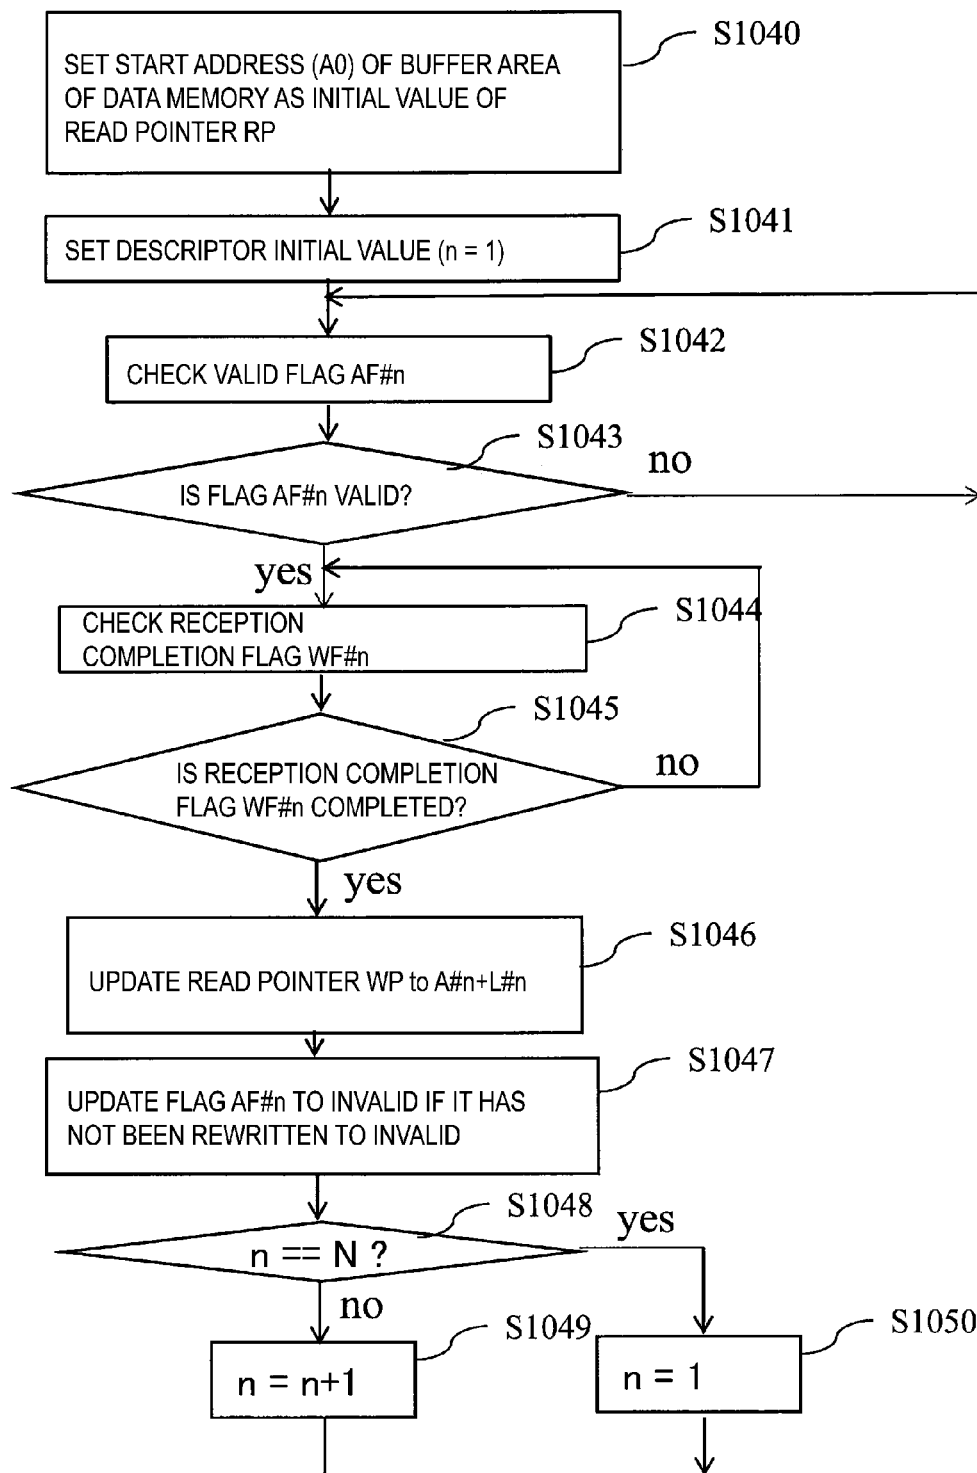 S1040
SET START ADDRESS (A0) OF BUFFER AREA
OF DATA MEMORY AS INITIAL VALUE OF
READ POINTER RP
S1041
SET DESCRIPTOR INITIAL VALUE (n = 1)
S1042
CHECK VALID FLAG AF#n
S1043
no
IS FLAG AF#n VALID?
yes
S1044
CHECK RECEPTION
COMPLETION FLAG WF#n
S1045
IS RECEPTION COMPLETION
FLAG WF#n COMPLETED?
no
yes
S1046
UPDATE READ POINTER WP to A#n+L#n
S1047
UPDATE FLAG AF#n TO INVALID IF IT HAS
NOT BEEN REWRITTEN TO INVALID
S1048
yes
n == N ?
no
S1049
S1050
n = n+1
n = 1